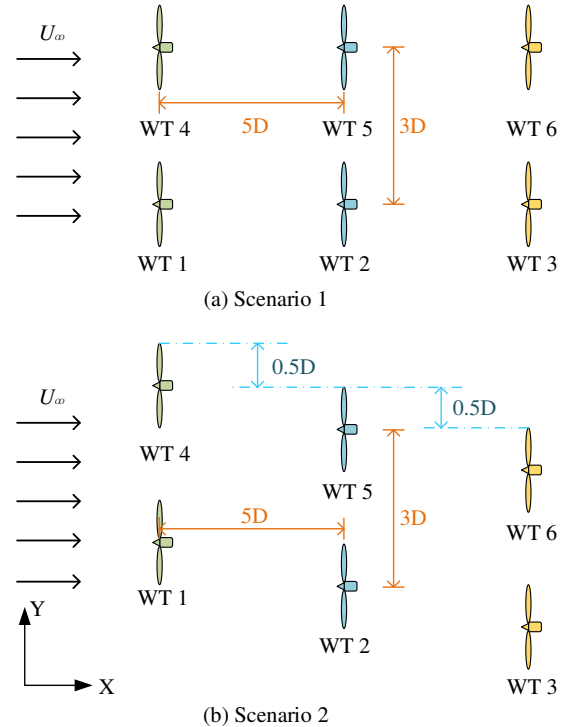 U∞
WT 4
5D
WT 5
3D
WT 6
WT 1
WT 2
WT 3
(a) Scenario 1
U∞
0.5D
0.5D
WT 4
WT 5
5D
3D
WT 6
WT 1
Y
WT 2
X
WT 3
(b) Scenario 2